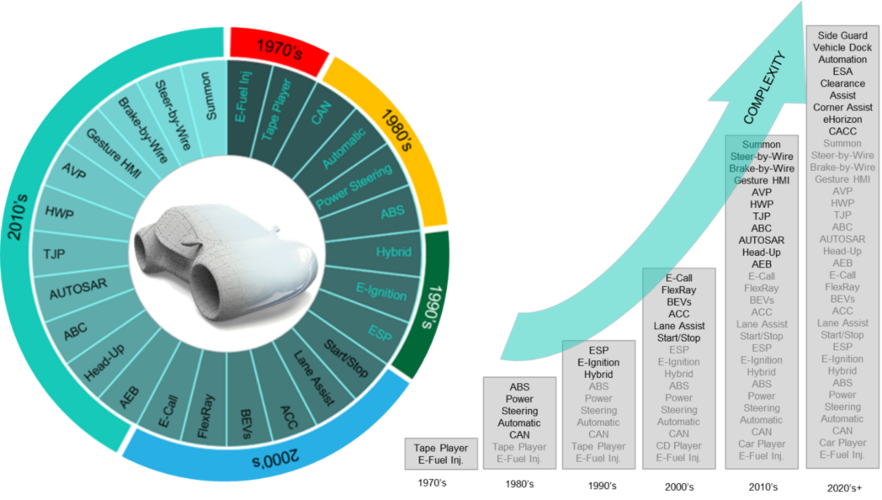 1970's
1980's
1990's
2000's
2010's
E-Fuel Inj
Tape Player
CAN
Automatic
Power Steering
ABS
Hybrid
E-Ignition
ESP
Start/Stop
Lane Assist
ACC
BEVs
FlexRay
E-Call
AEB
Head-Up
ABC
AUTOSAR
TJP
HWP
AVP
Gesture HMI
Brake-by-Wire
Steer-by-Wire
Summon
COMPLEXITY
Tape Player
E-Fuel Inj.
1970's
ABS
Power
Steering
Automatic
CAN
Tape Player
E-Fuel Inj.
1980's
ESP
E-Ignition
Hybrid
ABS
Power
Steering
Automatic
CAN
Tape Player
E-Fuel Inj.
1990's
E-Call
FlexRay
BEVs
ACC
Lane Assist
Start/Stop
ESP
E-Ignition
Hybrid
ABS
Power
Steering
Automatic
CAN
CD Player
E-Fuel Inj.
2000's
Summon
Steer-by-Wire
Brake-by-Wire
Gesture HMI
AVP
HWP
TJP
ABC
AUTOSAR
Head-Up
AEB
E-Call
FlexRay
BEVs
ACC
Lane Assist
Start/Stop
ESP
E-Ignition
Hybrid
ABS
Power
Steering
Automatic
CAN
Car Player
E-Fuel Inj.
2010's
Side Guard
Vehicle Dock
Automation
ESA
Clearance
Assist
Corner Assist
eHorizon
CACC
Summon
Steer-by-Wire
Brake-by-Wire
Gesture HMI
AVP
HWP
TJP
ABC
AUTOSAR
Head-Up
AEB
E-Call
FlexRay
BEVs
ACC
Lane Assist
Start/Stop
ESP
E-Ignition
Hybrid
ABS
Power
Steering
Automatic
CAN
Car Player
E-Fuel Inj.
2020's+